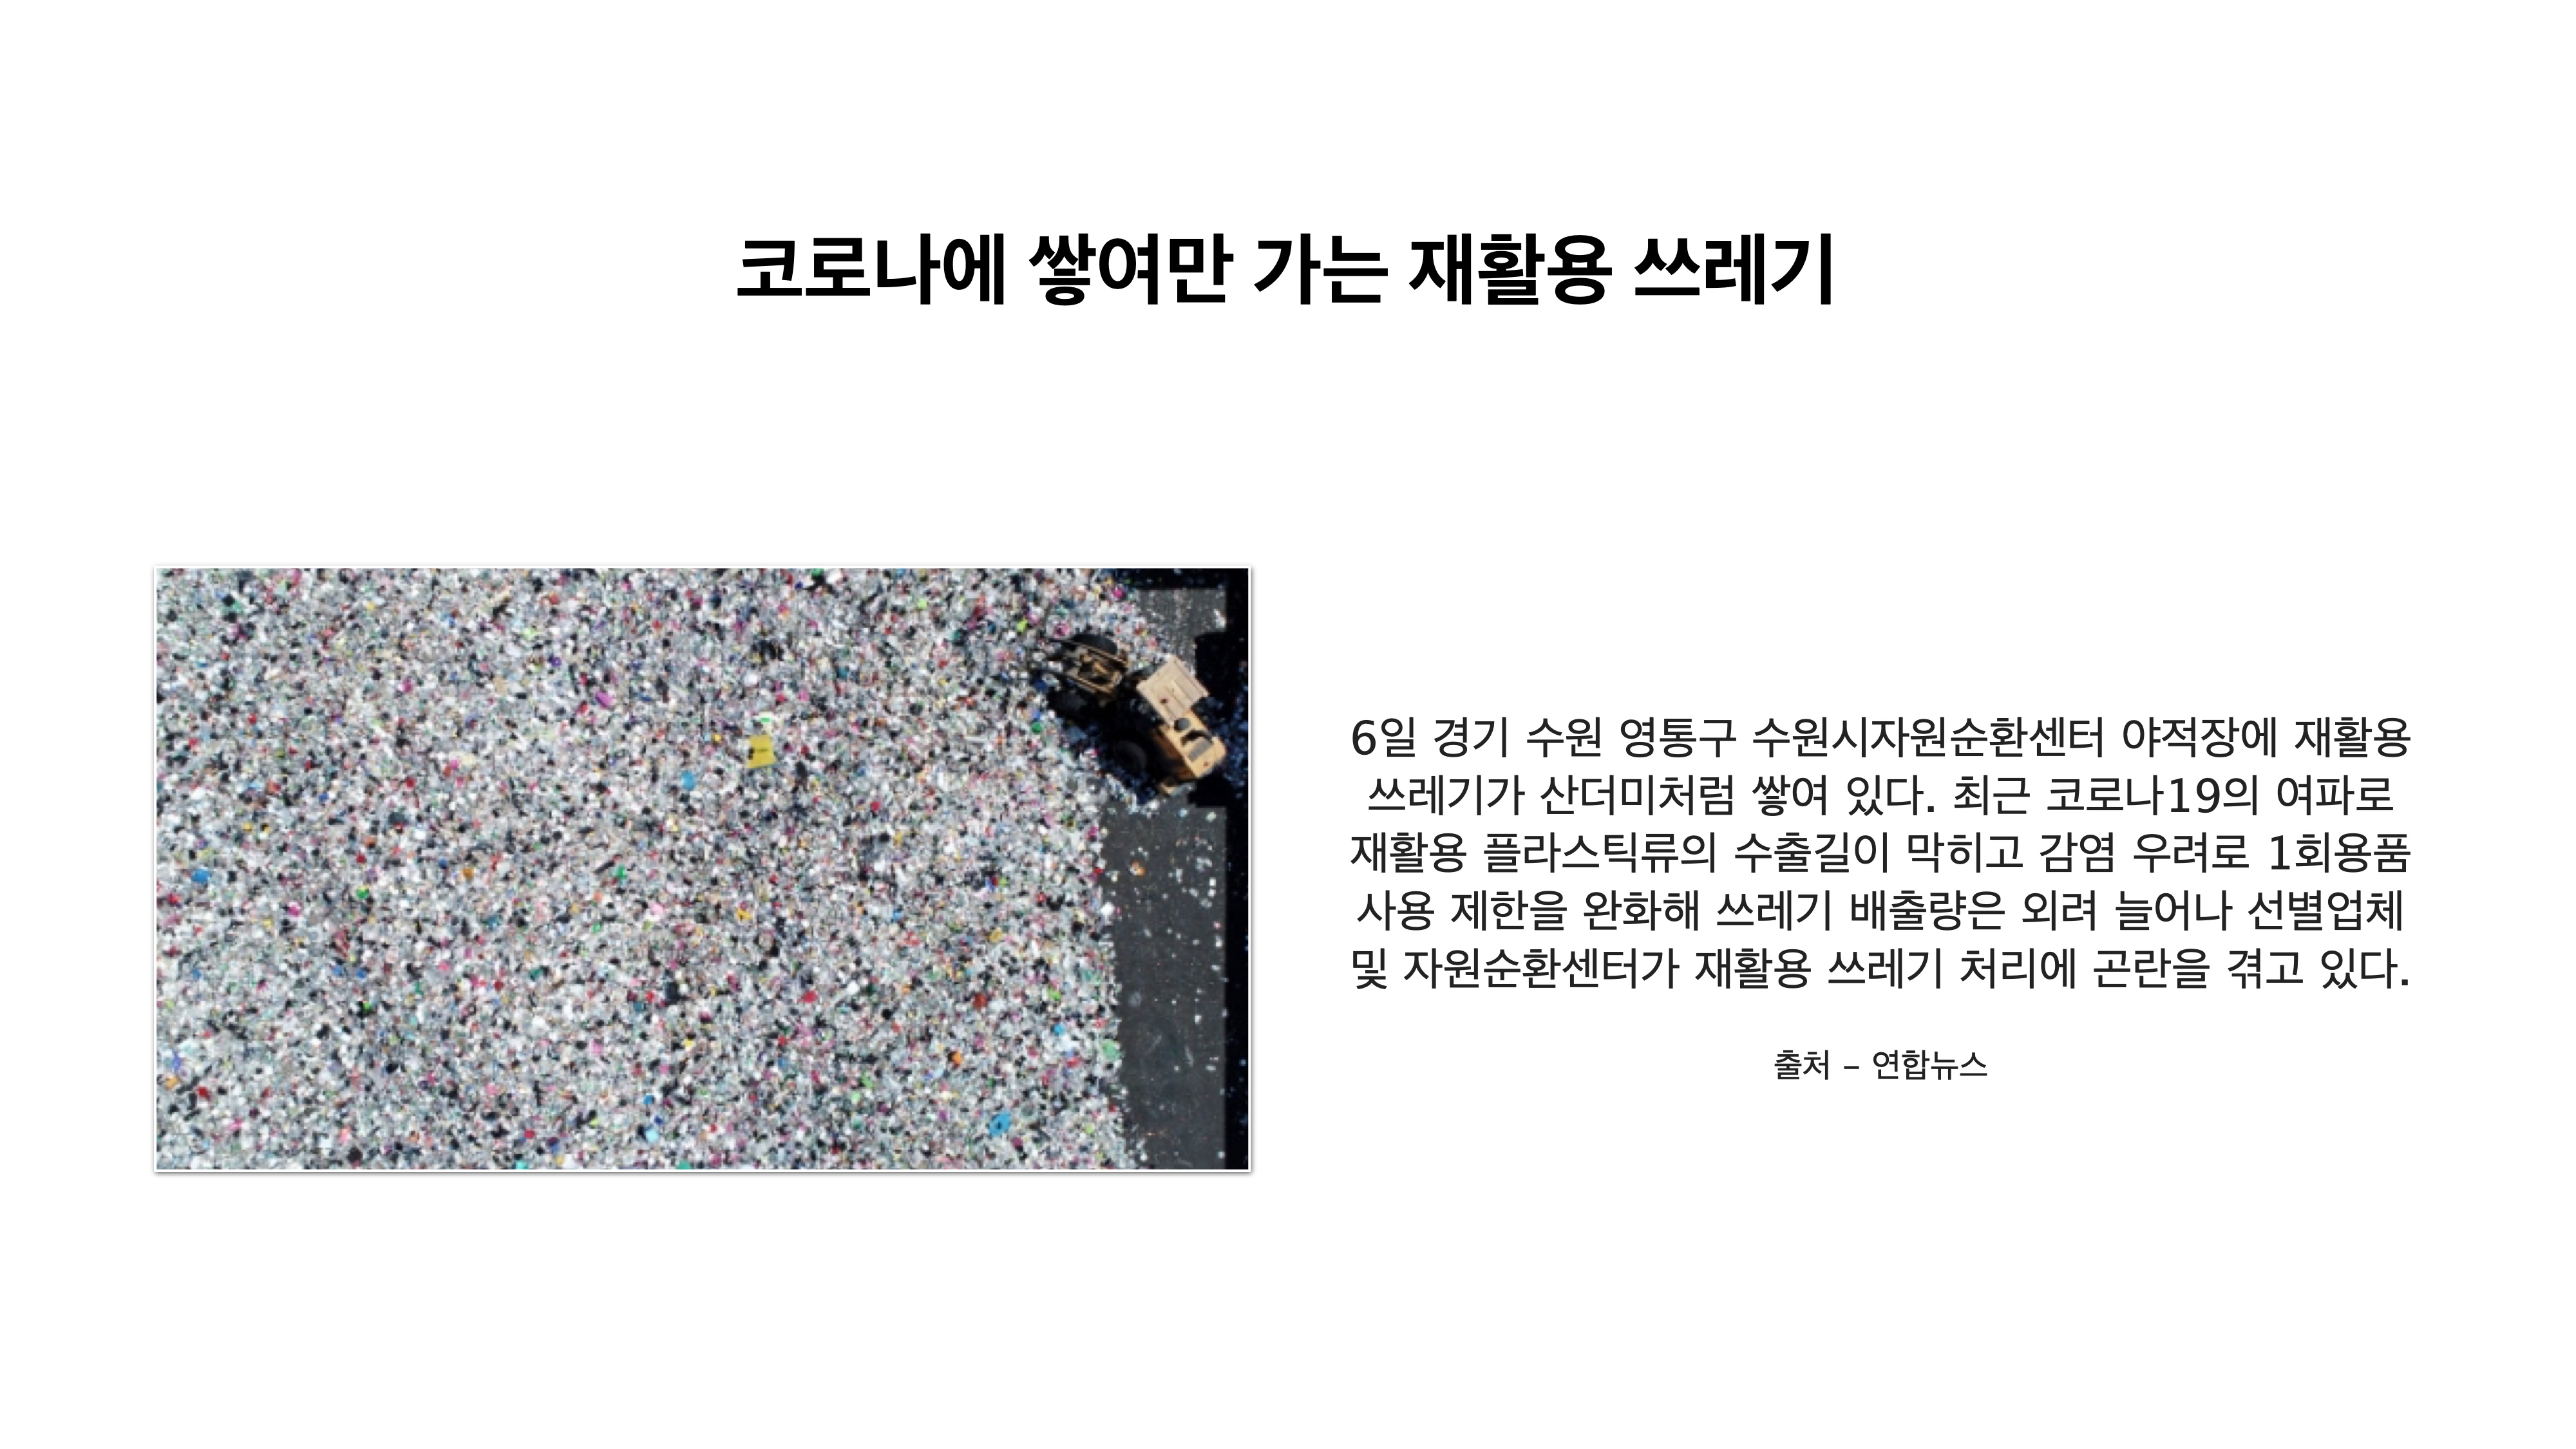 코로나에 쌓여만 가는 재활용 쓰레기
6일 경기 수원 영통구 수원시자원순환센터 야적장에 재활용
쓰레기가 산더미처럼 쌓여 있다. 최근 코로나19의 여파로
재활용 플라스틱류의 수출길이 막히고 감염 우려로 1회용품
사용 제한을 완화해 쓰레기 배출량은 외려 늘어나 선별업체
및 자원순환센터가 재활용 쓰레기 처리에 곤란을 겪고 있다.
출처 – 연합뉴스